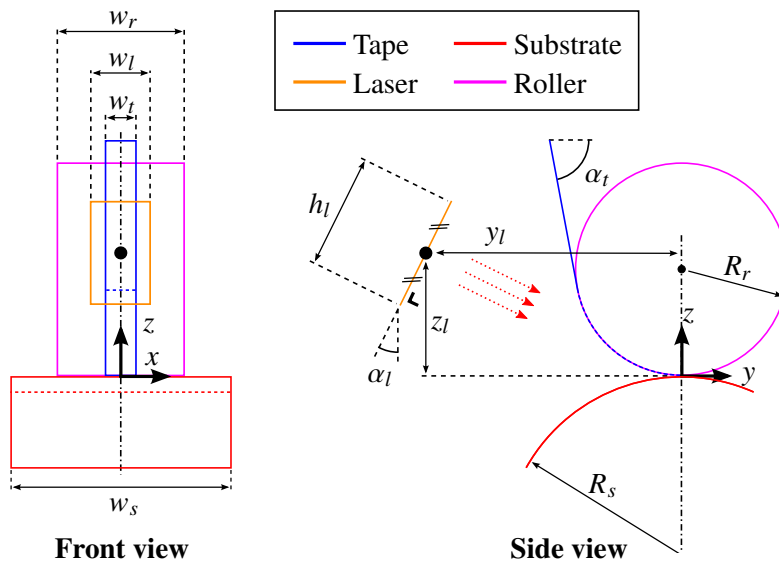 w_r
w_l
w_t
Tape
Substrate
Laser
Roller
h_l
α_t
y_l
R_r
z
x
z_l
z
y
α_l
R_s
w_s
Front view
Side view